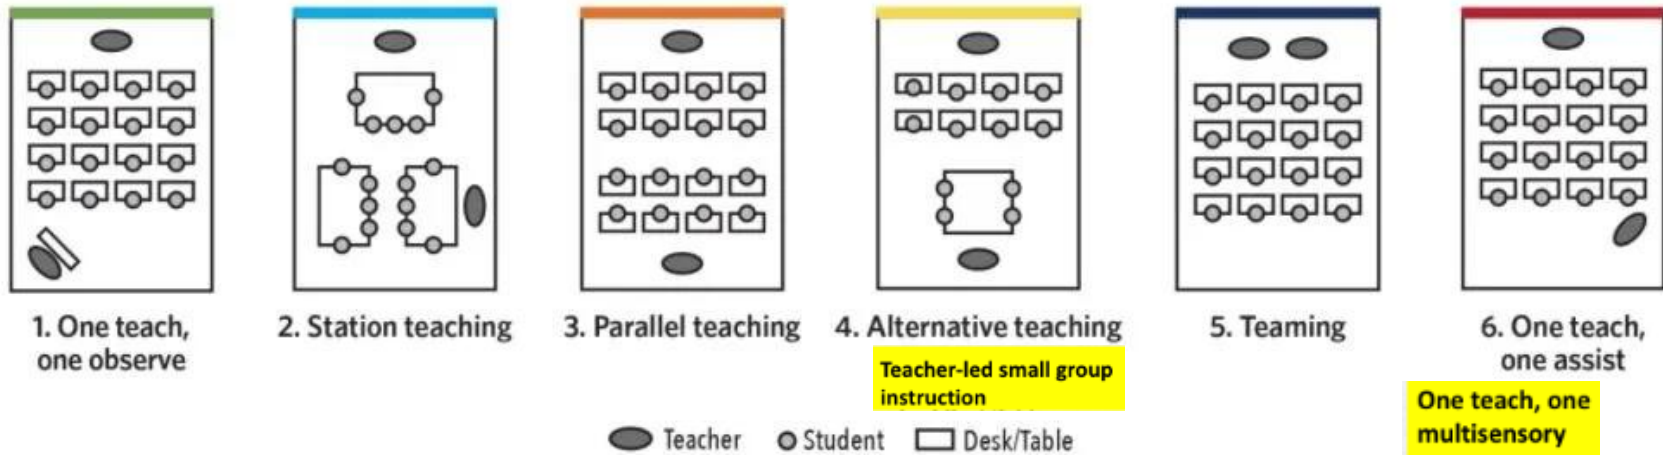 1. One teach,
one observe
2. Station teaching
3. Parallel teaching
4. Alternative teaching
Teacher-led small group
instruction
5. Teaming
6. One teach,
one assist
One teach, one
multisensory
Teacher
Student
Desk/Table